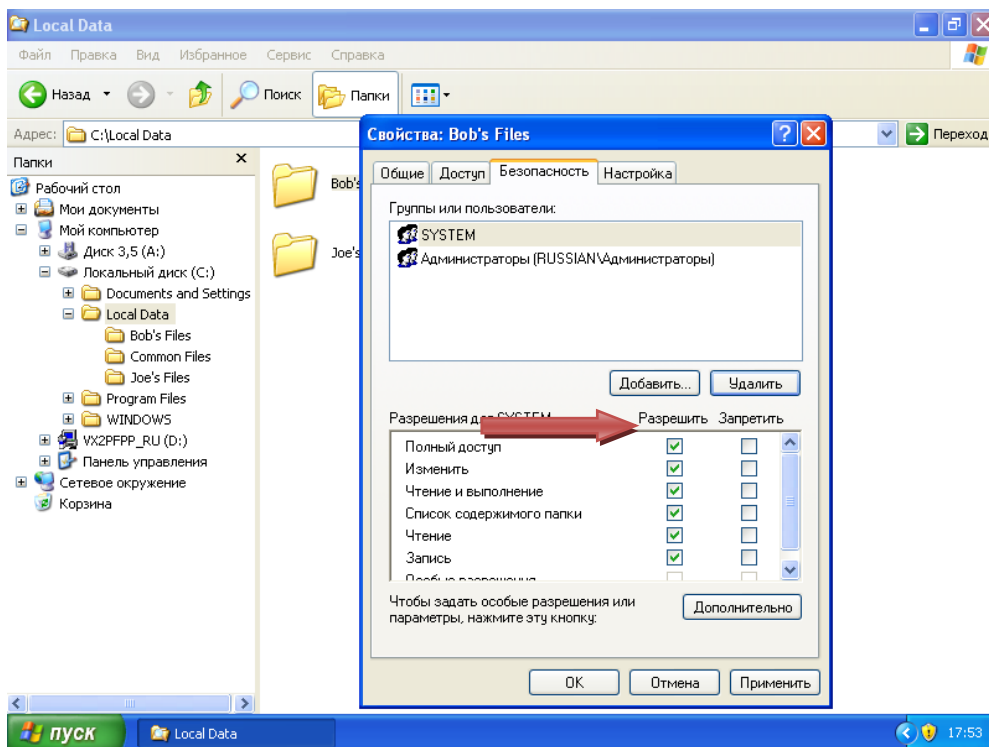 Local Data
Файл Правка Вид Избранное Сервис Справка
Назад Поиск Папки
Адрес: C:\Local Data Переход
Папки
Рабочий стол
Мои документы
Мой компьютер
Диск 3,5 (A:)
Локальный диск (C:)
Documents and Settings
Local Data
Bob's Files
Common Files
Joe's Files
Program Files
WINDOWS
VX2PFPP_RU (D:)
Панель управления
Сетевое окружение
Корзина
Bob's
Joe's
Свойства: Bob's Files
Общие Доступ Безопасность Настройка
Группы или пользователи:
SYSTEM
Администраторы (RUSSIAN\Администраторы)
Добавить... Удалить
Разрешения для SYSTEM Разрешить Запретить
Полный доступ
Изменить
Чтение и выполнение
Список содержимого папки
Чтение
Запись
Особые разрешения
Чтобы задать особые разрешения или
параметры, нажмите эту кнопку:
Дополнительно
OK Отмена Применить
пуск Local Data 17:53